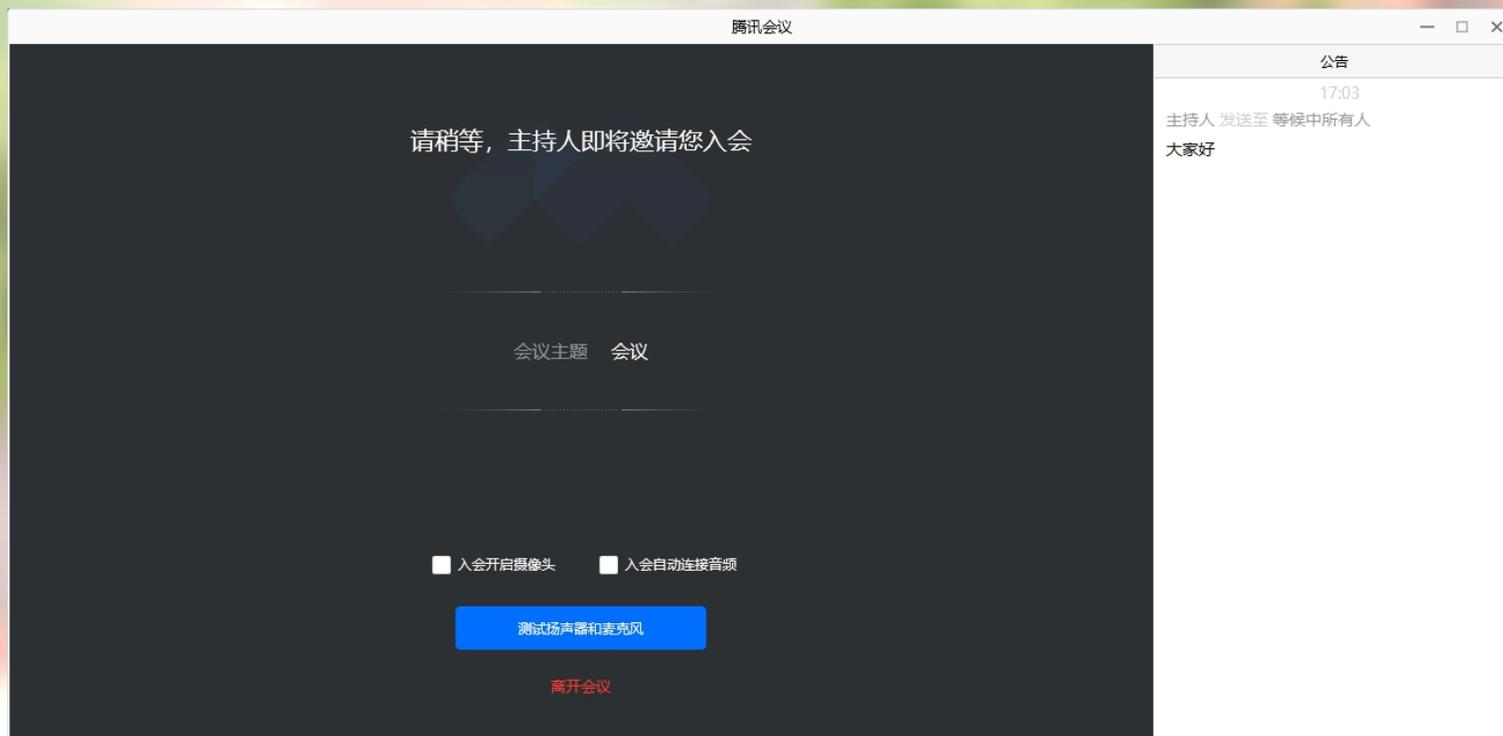 腾讯会议
公告
17:03
主持人 发送至 等候中所有人
大家好
请稍等，主持人即将邀请您入会
会议主题 会议
入会开启摄像头 入会自动连接音频
测试扬声器和麦克风
离开会议